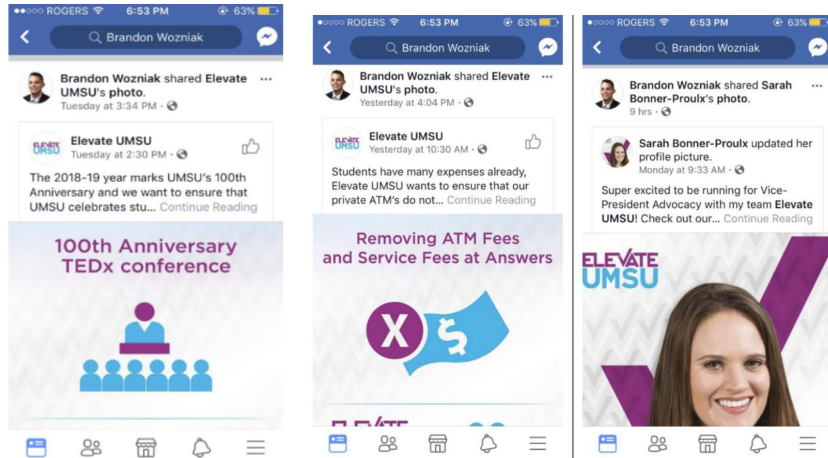 ●●○○○ ROGERS 6:53 PM 63%
Brandon Wozniak
Brandon Wozniak shared Elevate
UMSU's photo.
Tuesday at 3:34 PM
ELEVATE
UMSU
Elevate UMSU
Tuesday at 2:30 PM
The 2018-19 year marks UMSU's 100th
Anniversary and we want to ensure that
UMSU celebrates stu... Continue Reading
100th Anniversary
TEDx conference
●○○○○ ROGERS 6:53 PM 63%
Brandon Wozniak
Brandon Wozniak shared Elevate
UMSU's photo.
Yesterday at 4:04 PM
ELEVATE
UMSU
Elevate UMSU
Yesterday at 10:30 AM
Students have many expenses already,
Elevate UMSU wants to ensure that our
private ATM's do not... Continue Reading
Removing ATM Fees
and Service Fees at Answers
X $
ELEVATE
●○○○○ ROGERS 6:53 PM 63%
Brandon Wozniak
Brandon Wozniak shared Sarah
Bonner-Proulx's photo.
9 hrs
Sarah Bonner-Proulx updated her
profile picture.
Monday at 9:33 AM
Super excited to be running for Vice-
President Advocacy with my team Elevate
UMSU! Check out our... Continue Reading
ELEVATE
UMSU